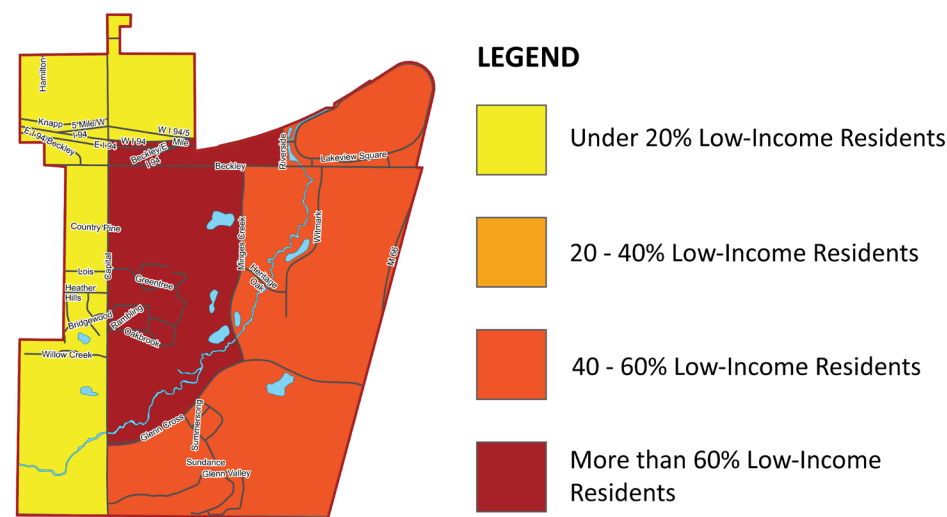 Hamilton
Knapp
5 Mile/W
I 94
E I-94/Beckley
E I-94
W I 94
W I 94/5
Mile
Beckley/E
I 94
Beckley
Riverside
Lakeview Square
Country Pine
Capital
Minges Creek
Witmark
M 66
Lois
Heather
Hills
Greentree
Heritage
Oak
Bridgewood
Rambling
Oakbrook
Willow Creek
Glenn Cross
Summersong
Sundance
Glenn Valley
LEGEND
Under 20% Low-Income Residents
20 - 40% Low-Income Residents
40 - 60% Low-Income Residents
More than 60% Low-Income
Residents